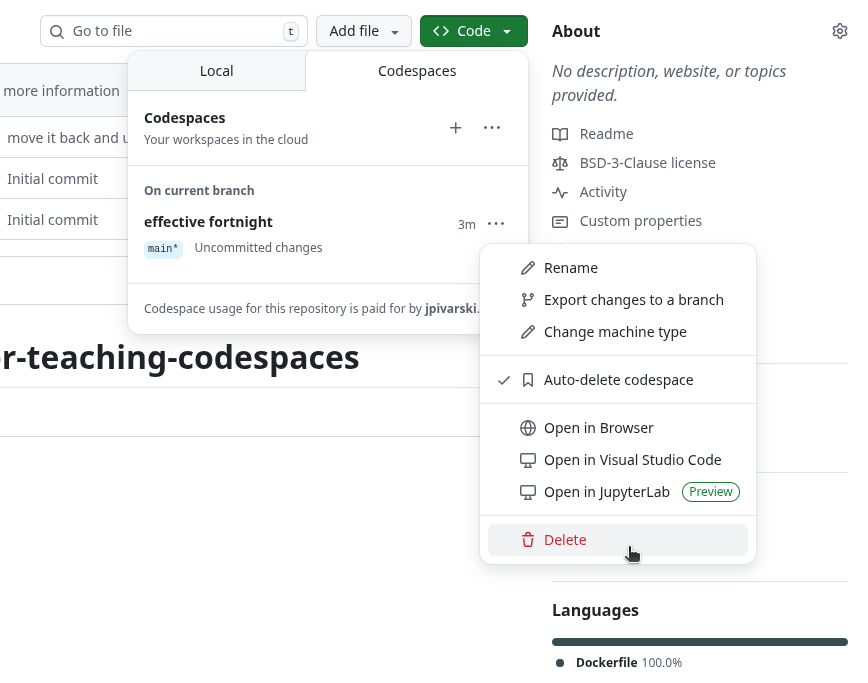 Go to file
t
Add file
Code
About
Local
Codespaces
No description, website, or topics
provided.
more information
Codespaces
Your workspaces in the cloud
move it back and
Readme
BSD-3-Clause license
Initial commit
On current branch
Activity
Initial commit
effective fortnight
3m
Custom properties
main*
Uncommitted changes
Rename
Export changes to a branch
Codespace usage for this repository is paid for by jpivarski.
Change machine type
r-teaching-codespaces
Auto-delete codespace
Open in Browser
Open in Visual Studio Code
Open in JupyterLab
Preview
Delete
Languages
Dockerfile 100.0%